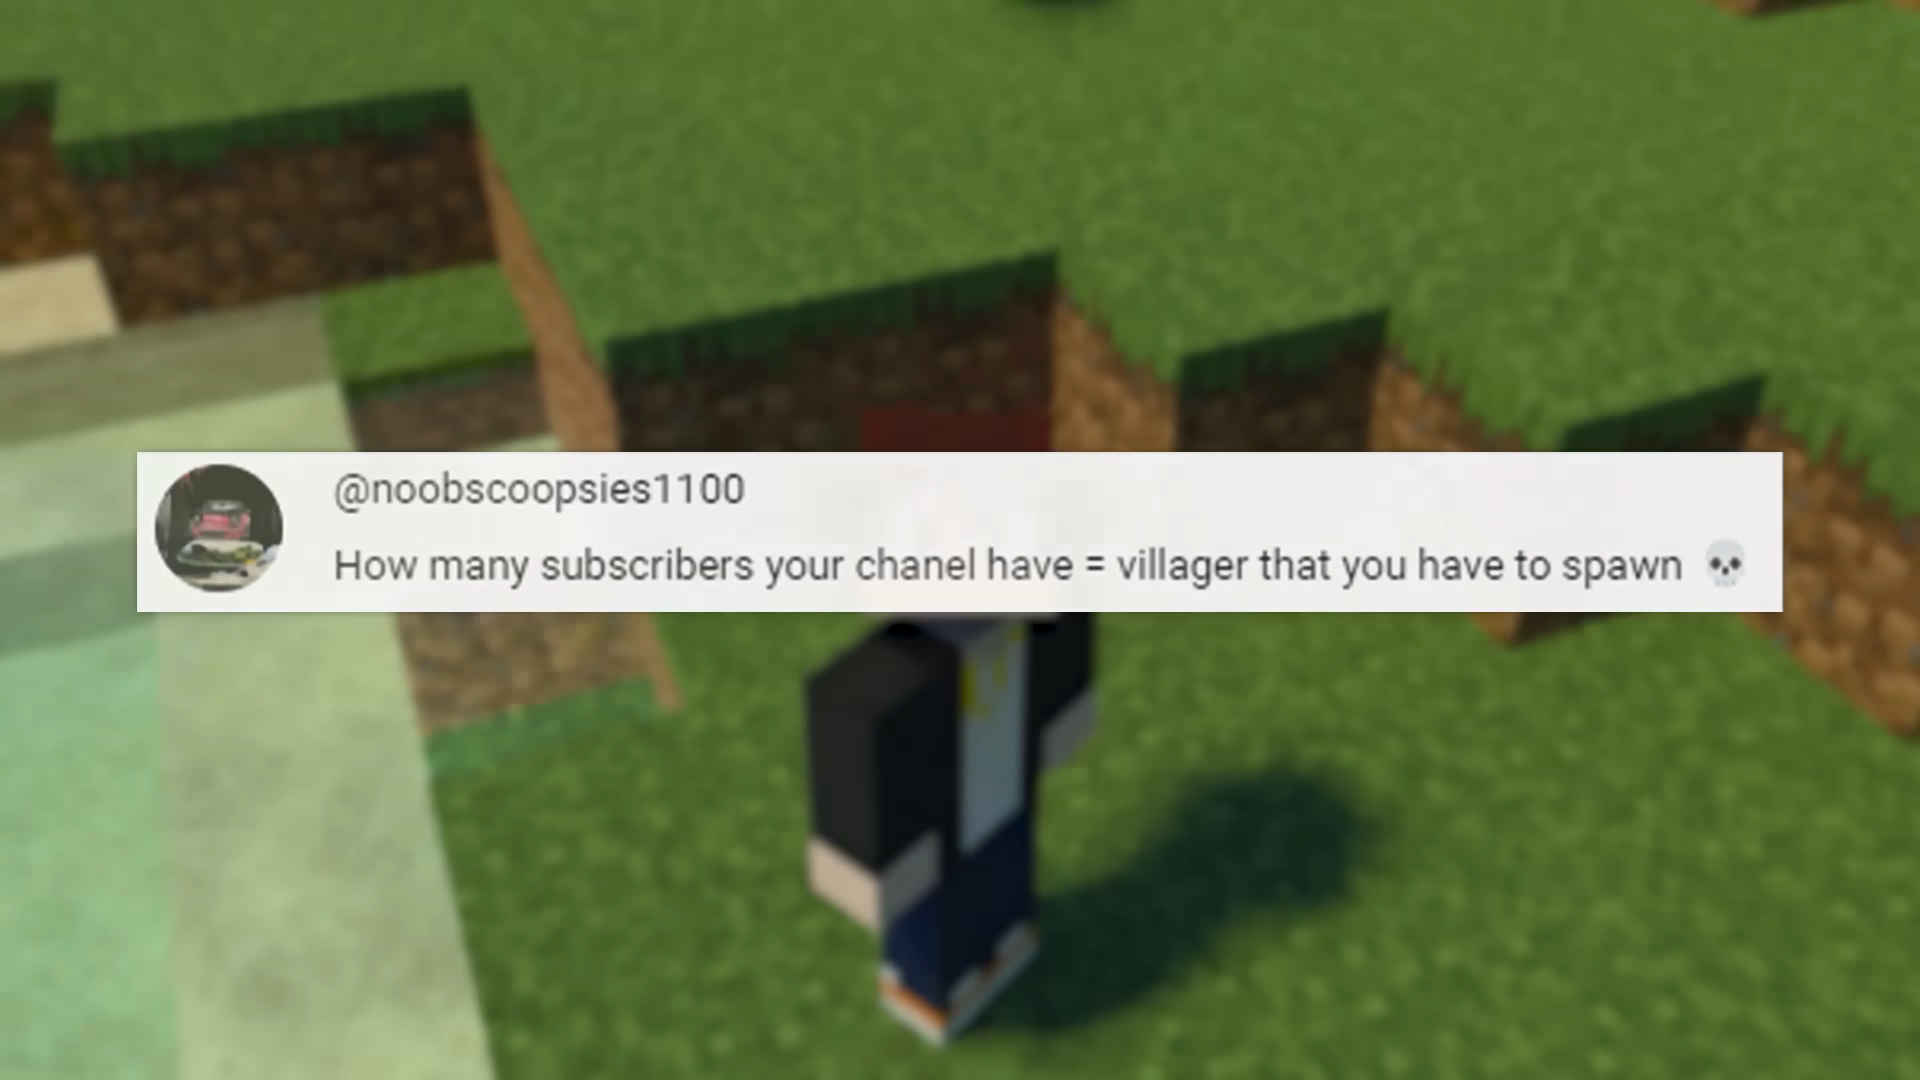 @noobscoopsies1100
How many subscribers your chanel have = villager that you have to spawn 💀